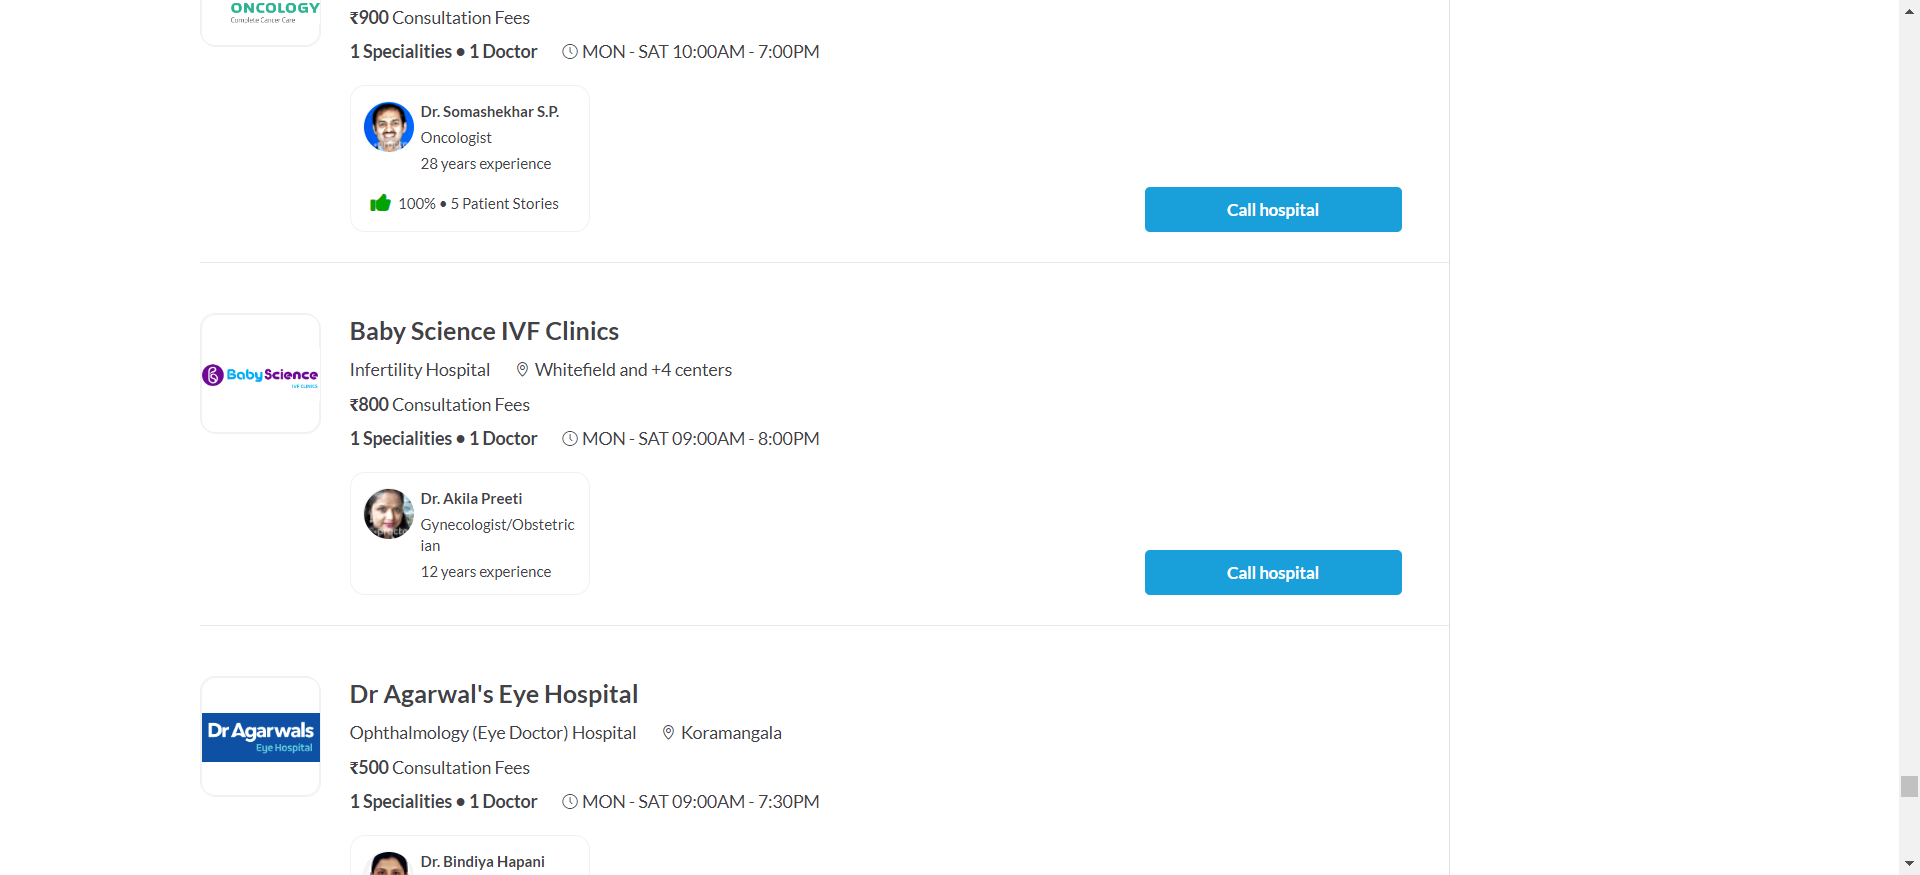 ONCOLOGY
Complete Cancer Care
₹900 Consultation Fees
1 Specialities • 1 Doctor MON - SAT 10:00AM - 7:00PM
Dr. Somashekhar S.P.
Oncologist
28 years experience
100% • 5 Patient Stories
Call hospital
Baby Science IVF Clinics
BabyScience
IVF CLINICS
Infertility Hospital Whitefield and +4 centers
₹800 Consultation Fees
1 Specialities • 1 Doctor MON - SAT 09:00AM - 8:00PM
Dr. Akila Preeti
Gynecologist/Obstetric
ian
12 years experience
Call hospital
Dr Agarwal's Eye Hospital
Dr Agarwals
Eye Hospital
Ophthalmology (Eye Doctor) Hospital Koramangala
₹500 Consultation Fees
1 Specialities • 1 Doctor MON - SAT 09:00AM - 7:30PM
Dr. Bindiya Hapani